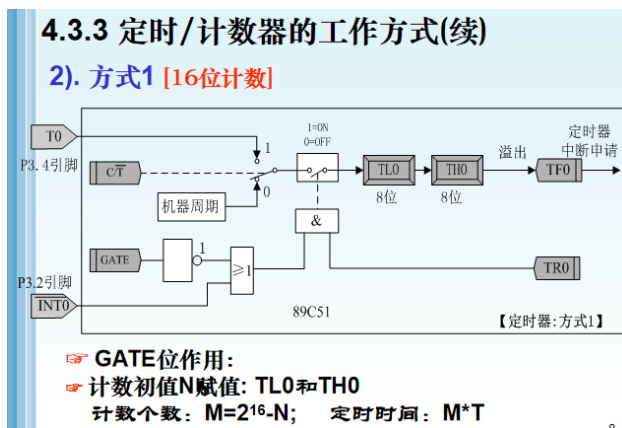 4.3.3 定时/计数器的工作方式(续)
2). 方式1 [16位计数]
1=ON
0=OFF
定时器
中断申请
T0
P3.4引脚
1
C/T̅
0
机器周期
TL0
8位
TH0
8位
溢出
TF0
&
GATE
1
≥1
P3.2引脚
I̅N̅T̅0̅
TR0
89C51
【定时器:方式1】
☞ GATE位作用:
☞ 计数初值N赋值: TL0和TH0
计数个数：M=2¹⁶-N; 定时时间：M*T